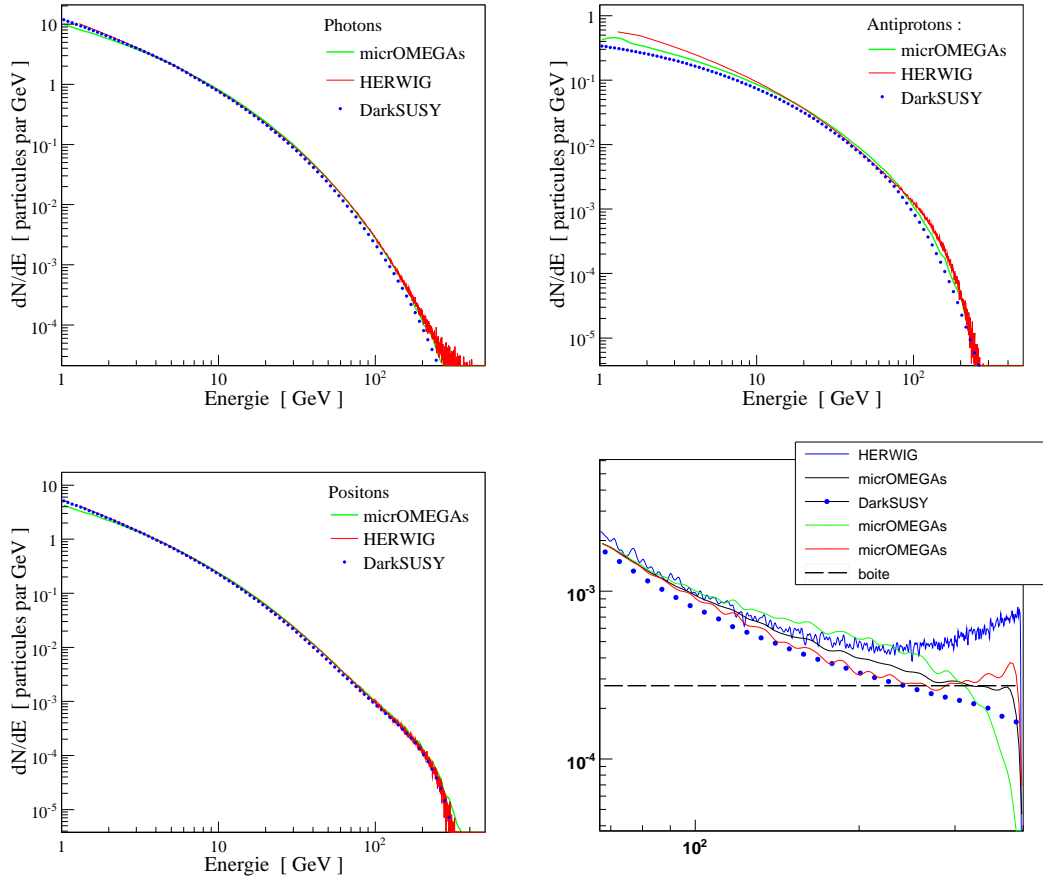 Photons
micrOMEGAs
HERWIG
DarkSUSY
dN/dE [ particules par GeV ]
10
1
10⁻¹
10⁻²
10⁻³
10⁻⁴
1
10
10²
Energie [ GeV ]
Antiprotons :
micrOMEGAs
HERWIG
DarkSUSY
dN/dE [ particules par GeV ]
1
10⁻¹
10⁻²
10⁻³
10⁻⁴
10⁻⁵
1
10
10²
Energie [ GeV ]
Positons
micrOMEGAs
HERWIG
DarkSUSY
dN/dE [ particules par GeV ]
10
1
10⁻¹
10⁻²
10⁻³
10⁻⁴
10⁻⁵
1
10
10²
Energie [ GeV ]
HERWIG
micrOMEGAs
DarkSUSY
micrOMEGAs
micrOMEGAs
boite
10⁻³
10⁻⁴
10²